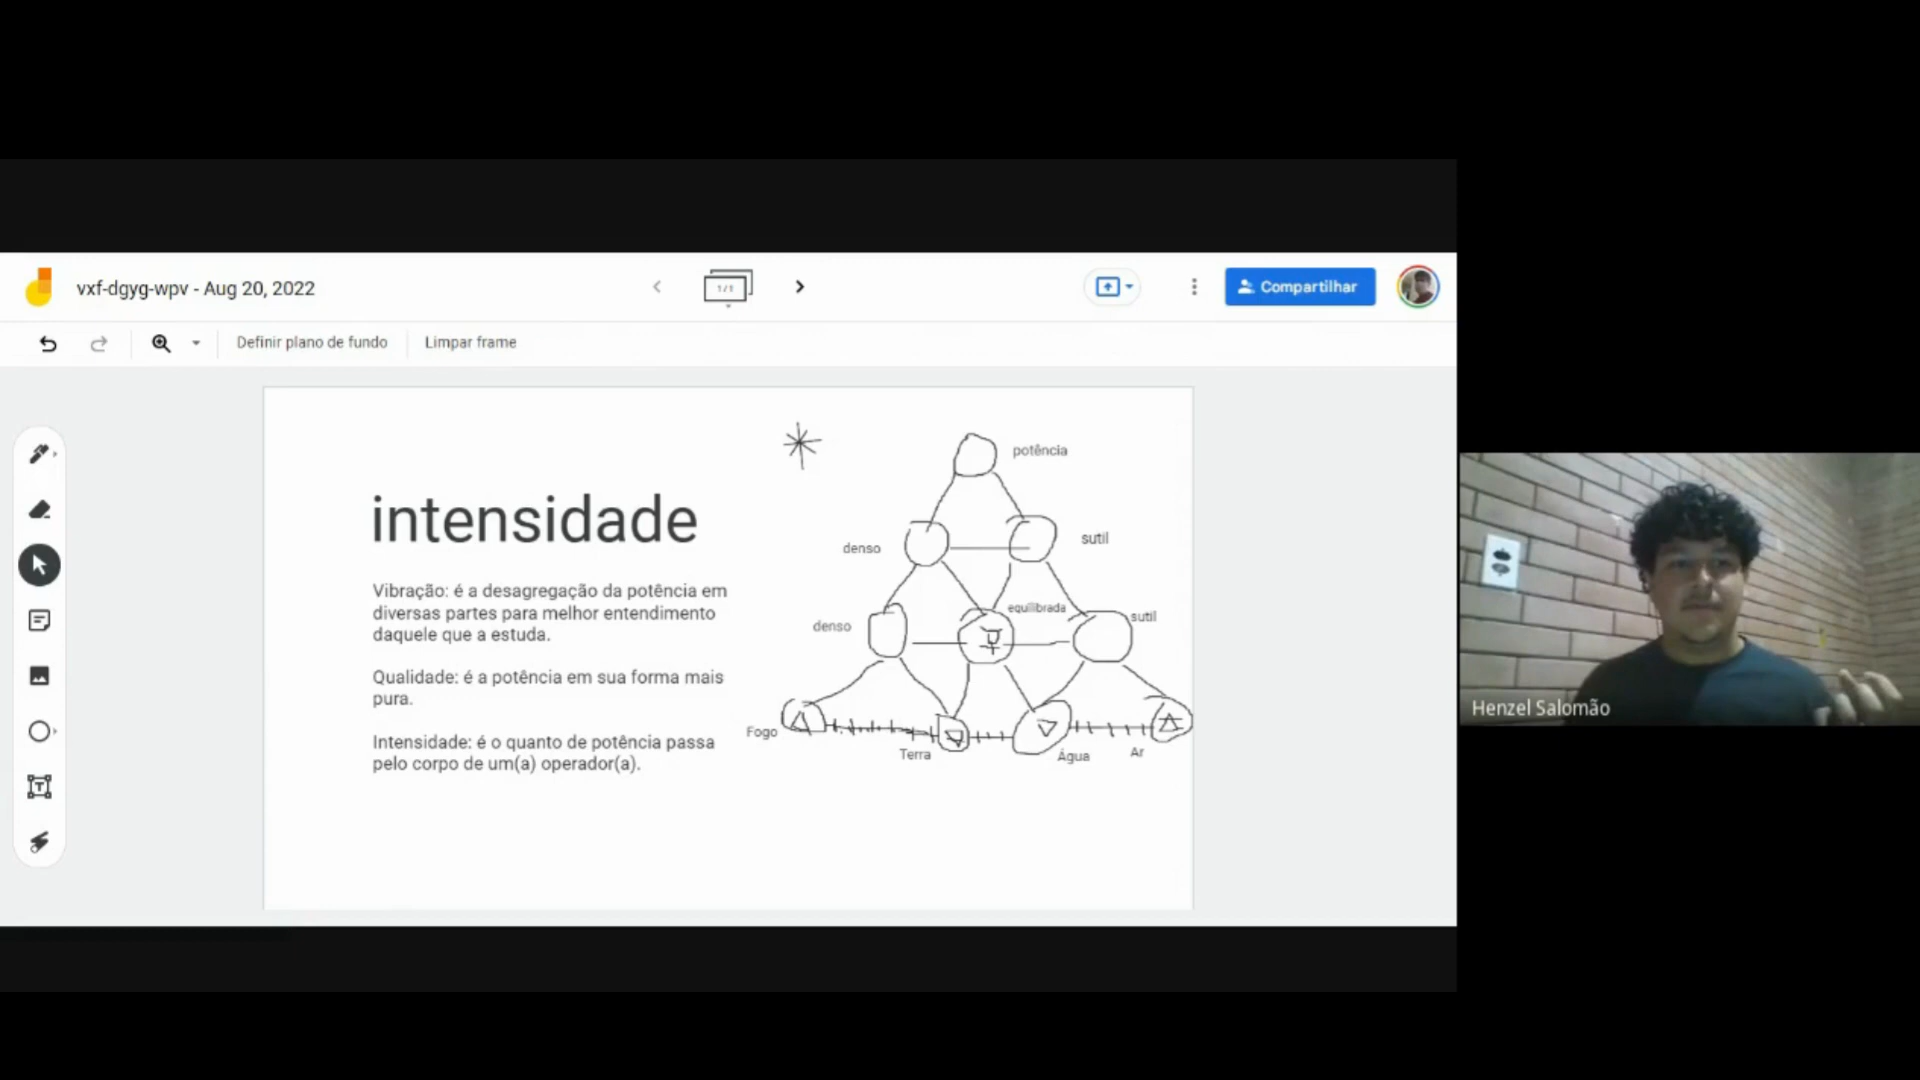 vxf-dgyg-wpv - Aug 20, 2022
1/1
Compartilhar
Definir plano de fundo
Limpar frame
intensidade
Vibração: é a desagregação da potência em
diversas partes para melhor entendimento
daquele que a estuda.
Qualidade: é a potência em sua forma mais
pura.
Intensidade: é o quanto de potência passa
pelo corpo de um(a) operador(a).
potência
denso
sutil
equilibrada
denso
sutil
Fogo
Terra
Água
Ar
Henzel Salomão